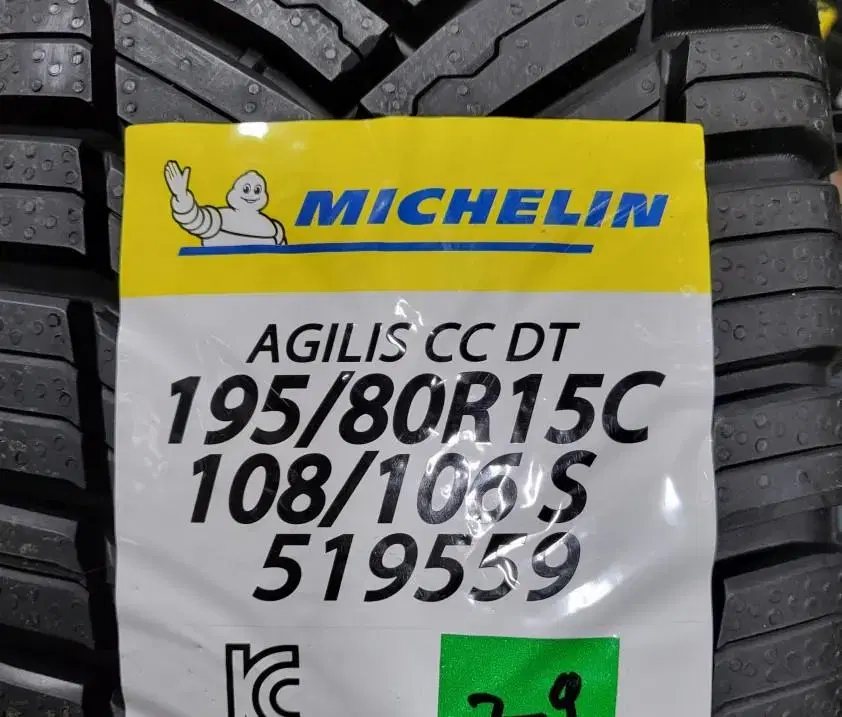 MICHELIN
AGILIS CC DT
195/80R15C
108/106 S
519559